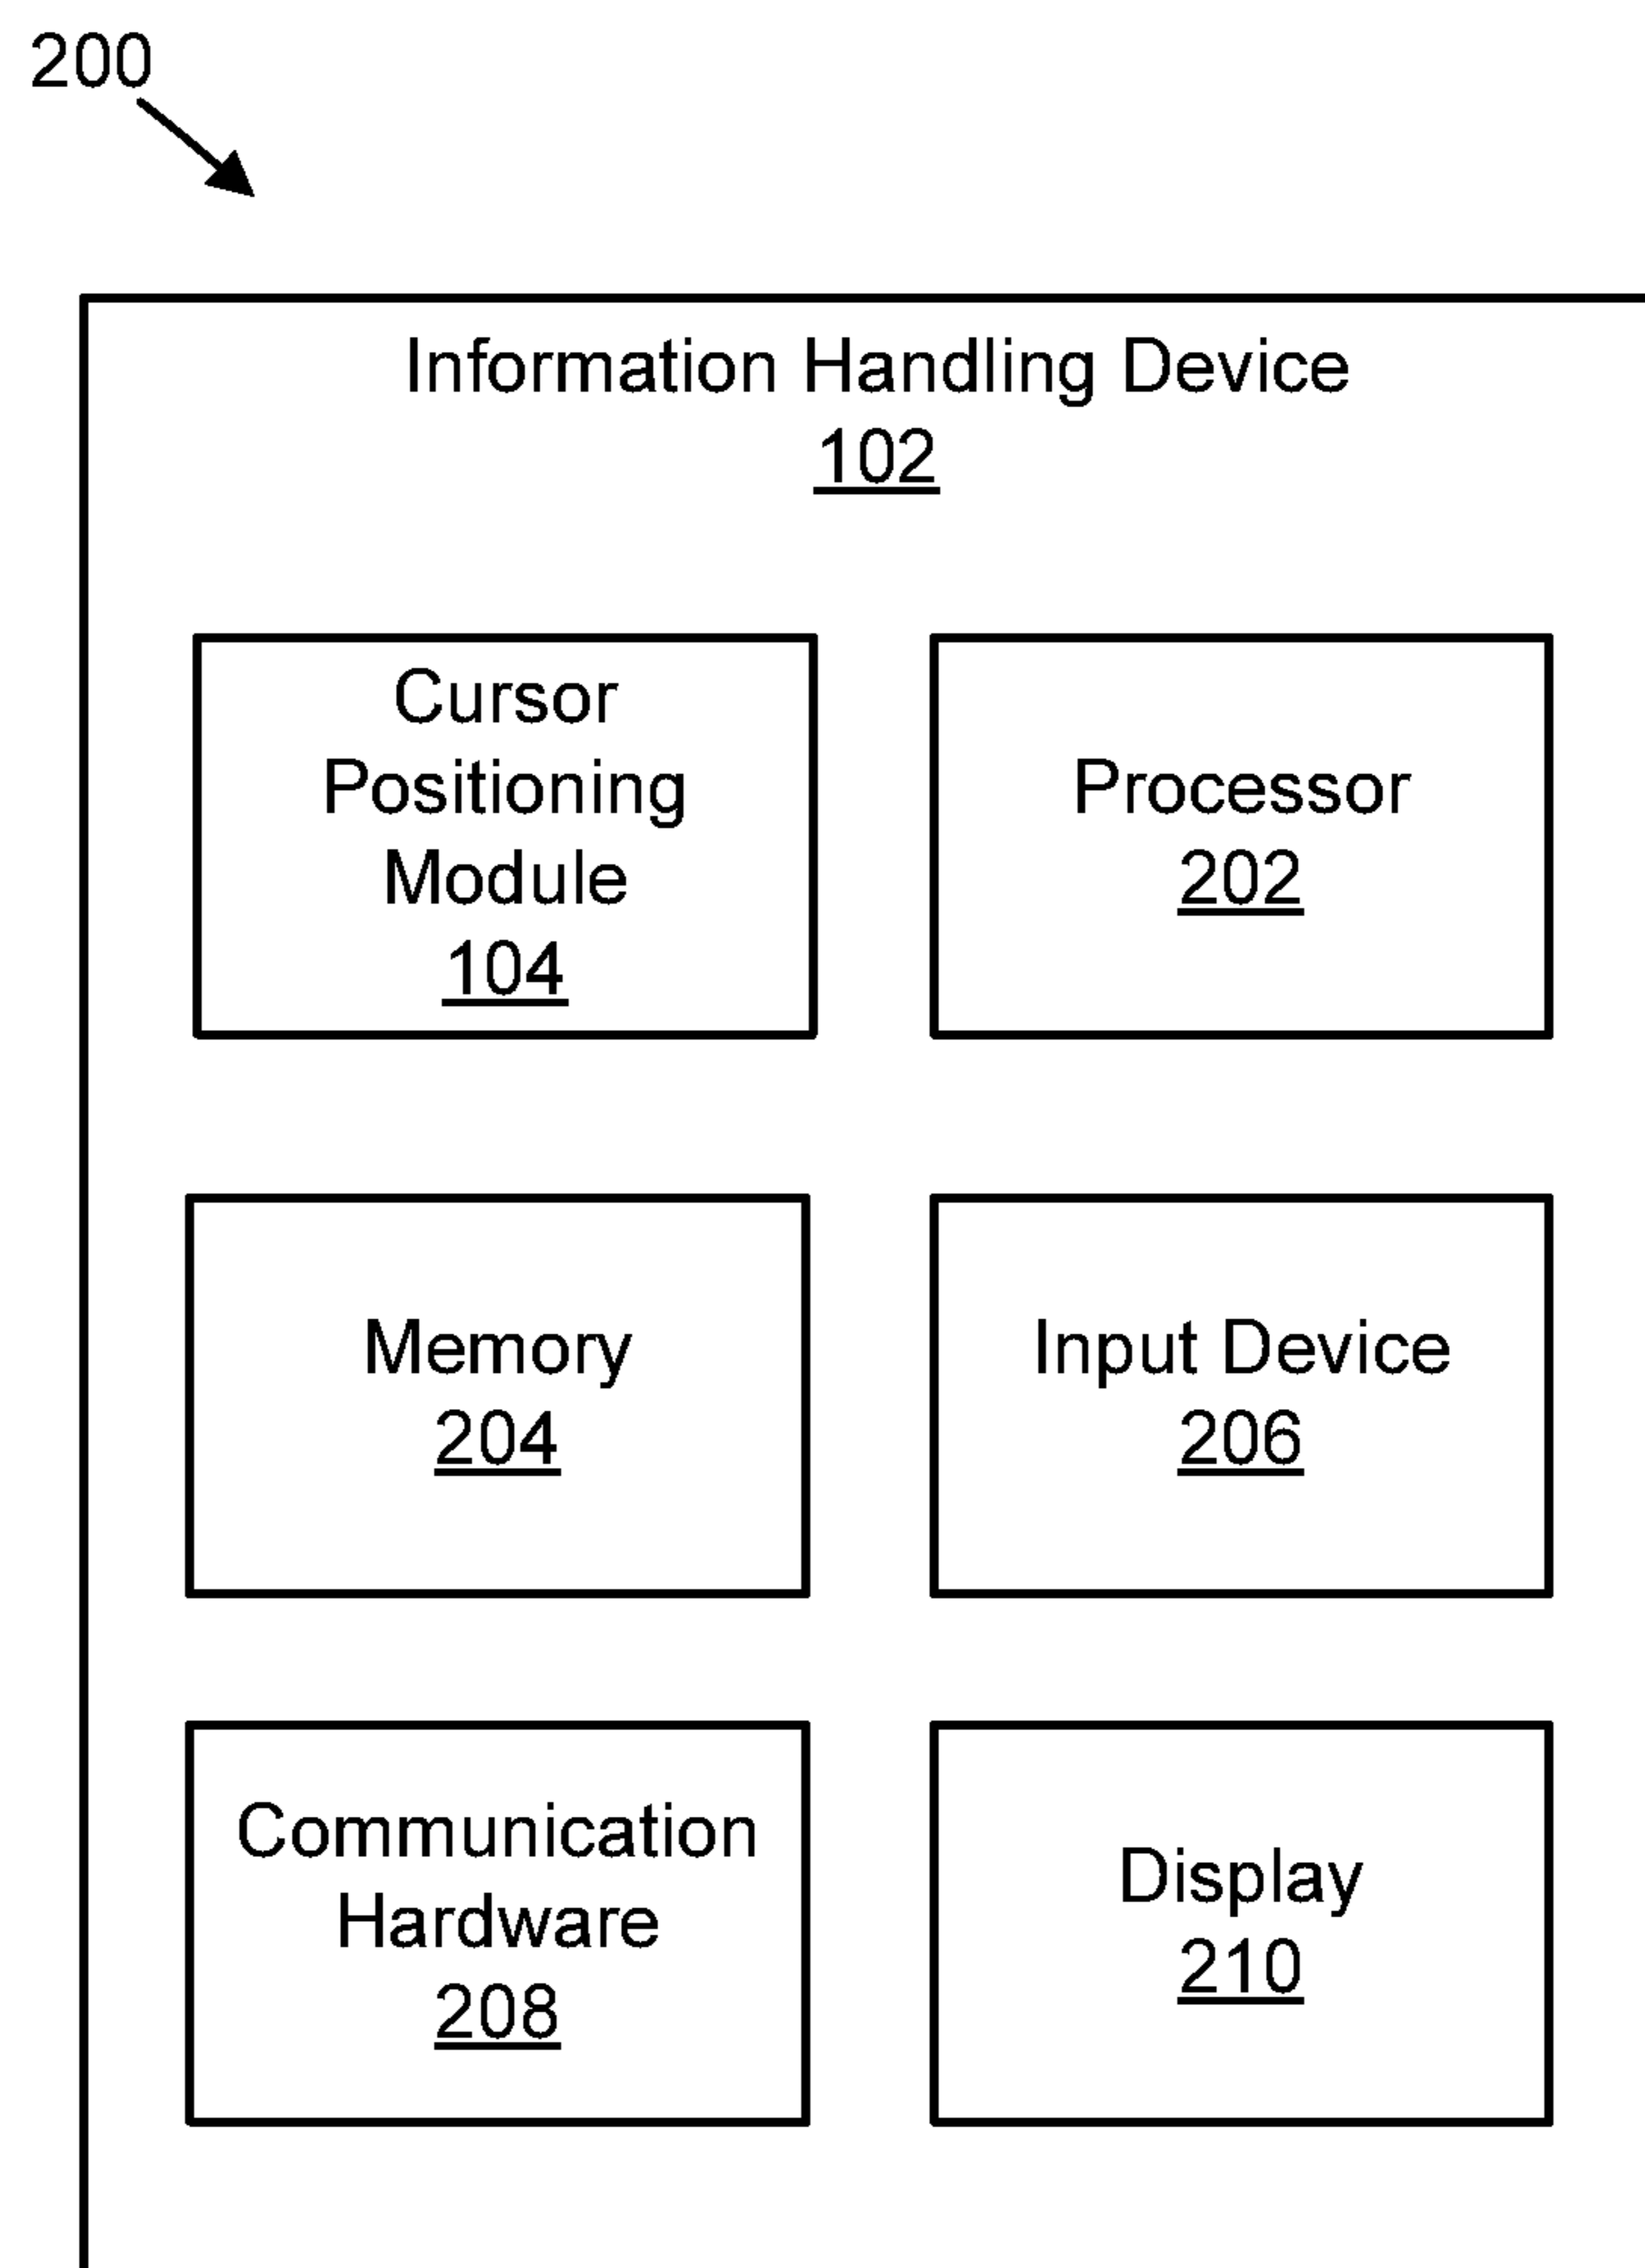 200
Information Handling Device
102
Cursor
Positioning
Module
104
Processor
202
Memory
204
Input Device
206
Communication
Hardware
208
Display
210